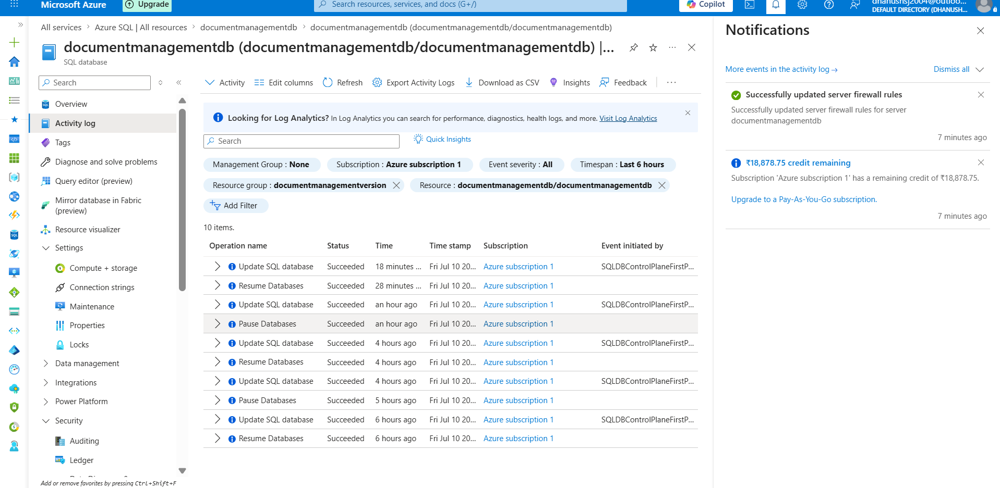 Microsoft Azure
Upgrade
Search resources, services, and docs (G+/)
Copilot
dhanushsj2004@outloo...
DEFAULT DIRECTORY (DHANUSH...
All services > Azure SQL | All resources > documentmanagementdb > documentmanagementdb (documentmanagementdb/documentmanagementdb)
documentmanagementdb (documentmanagementdb/documentmanagementdb) |...
SQL database
Search
Overview
Activity log
Tags
Diagnose and solve problems
Query editor (preview)
Mirror database in Fabric
(preview)
Resource visualizer
Settings
Compute + storage
Connection strings
Maintenance
Properties
Locks
Data management
Integrations
Power Platform
Security
Auditing
Ledger
Add or remove favorites by pressing Ctrl+Shift+F
Activity Edit columns Refresh Export Activity Logs Download as CSV Insights Feedback
Looking for Log Analytics? In Log Analytics you can search for performance, diagnostics, health logs, and more. Visit Log Analytics
Search
Quick Insights
Management Group : None Subscription : Azure subscription 1 Event severity : All Timespan : Last 6 hours
Resource group : documentmanagementversion Resource : documentmanagementdb/documentmanagementdb
Add Filter
10 items.
Operation name Status Time Time stamp Subscription Event initiated by
Update SQL database Succeeded 18 minutes ... Fri Jul 10 20... Azure subscription 1 SQLDBControlPlaneFirstP...
Resume Databases Succeeded 28 minutes ... Fri Jul 10 20... Azure subscription 1
Update SQL database Succeeded an hour ago Fri Jul 10 20... Azure subscription 1 SQLDBControlPlaneFirstP...
Pause Databases Succeeded an hour ago Fri Jul 10 20... Azure subscription 1
Update SQL database Succeeded 4 hours ago Fri Jul 10 20... Azure subscription 1 SQLDBControlPlaneFirstP...
Resume Databases Succeeded 4 hours ago Fri Jul 10 20... Azure subscription 1
Update SQL database Succeeded 4 hours ago Fri Jul 10 20... Azure subscription 1 SQLDBControlPlaneFirstP...
Pause Databases Succeeded 5 hours ago Fri Jul 10 20... Azure subscription 1
Update SQL database Succeeded 6 hours ago Fri Jul 10 20... Azure subscription 1 SQLDBControlPlaneFirstP...
Resume Databases Succeeded 6 hours ago Fri Jul 10 20... Azure subscription 1
Notifications
More events in the activity log →
Dismiss all
Successfully updated server firewall rules
Successfully updated server firewall rules for server
documentmanagementdb
7 minutes ago
₹18,878.75 credit remaining
Subscription 'Azure subscription 1' has a remaining credit of ₹18,878.75.
Upgrade to a Pay-As-You-Go subscription.
7 minutes ago